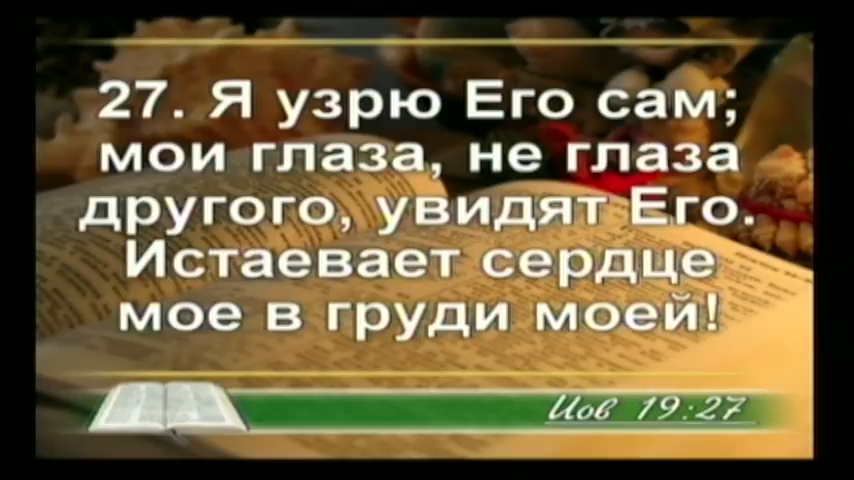 27. Я узрю Его сам;
мои глаза, не глаза
другого, увидят Его.
Истаевает сердце
мое в груди моей!
Иов 19:27